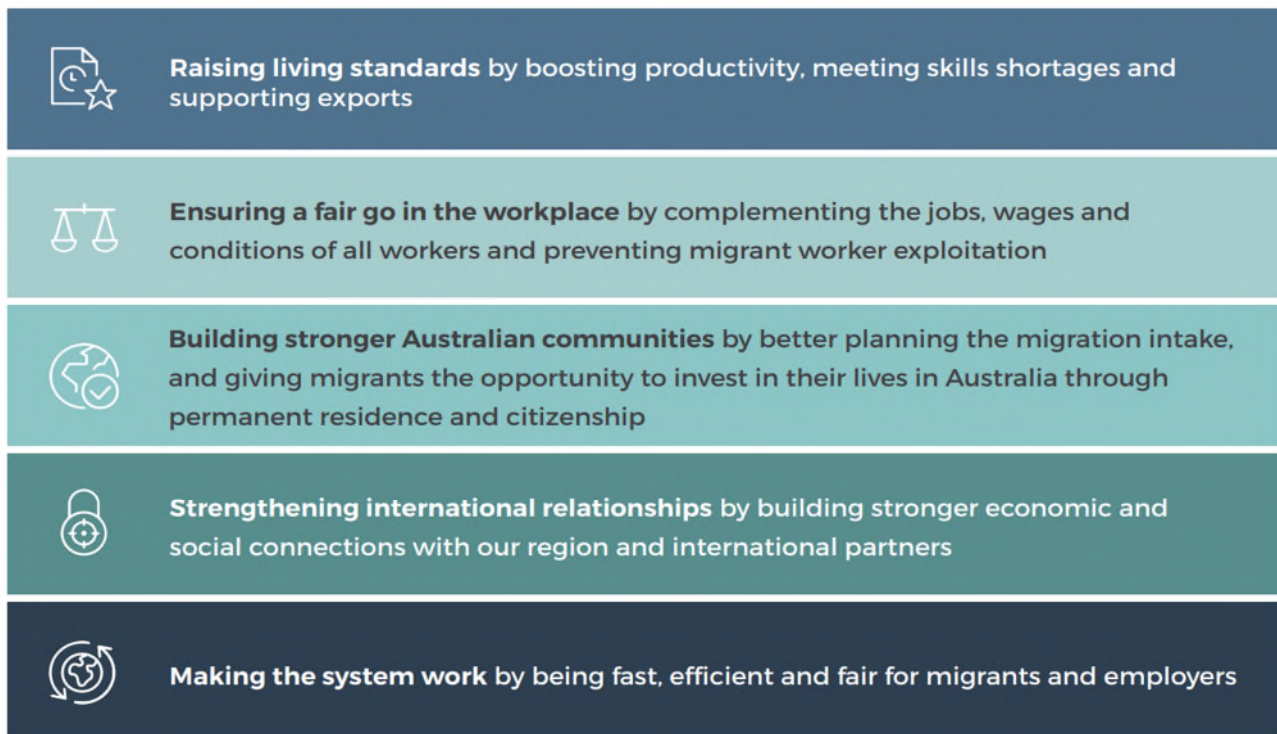 Raising living standards by boosting productivity, meeting skills shortages and
supporting exports
Ensuring a fair go in the workplace by complementing the jobs, wages and
conditions of all workers and preventing migrant worker exploitation
Building stronger Australian communities by better planning the migration intake,
and giving migrants the opportunity to invest in their lives in Australia through
permanent residence and citizenship
Strengthening international relationships by building stronger economic and
social connections with our region and international partners
Making the system work by being fast, efficient and fair for migrants and employers